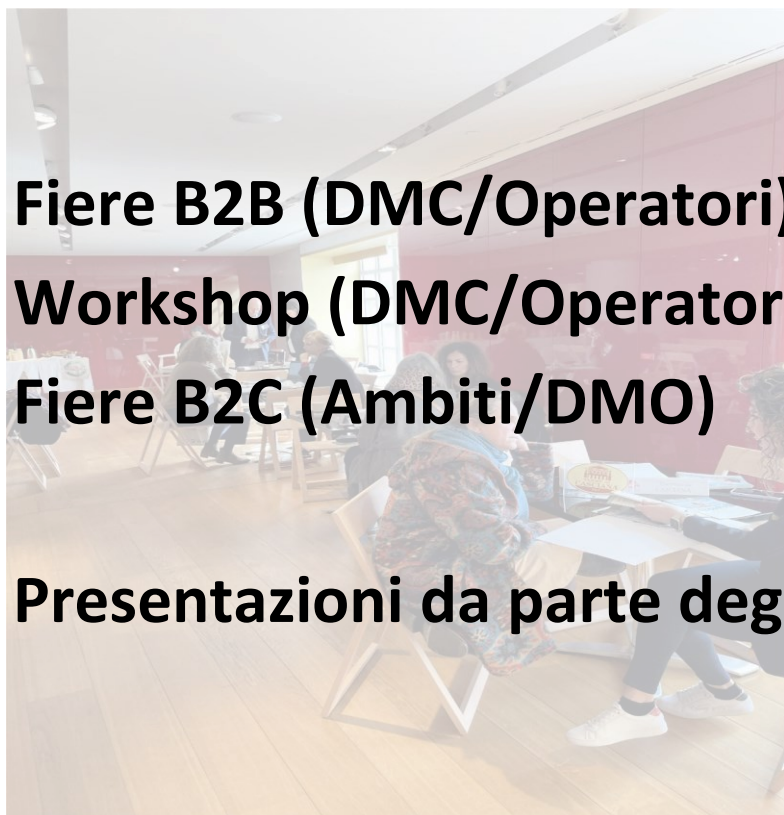 Fiere B2B (DMC/Operatori)
Workshop (DMC/Operator
Fiere B2C (Ambiti/DMO)
Presentazioni da parte deg